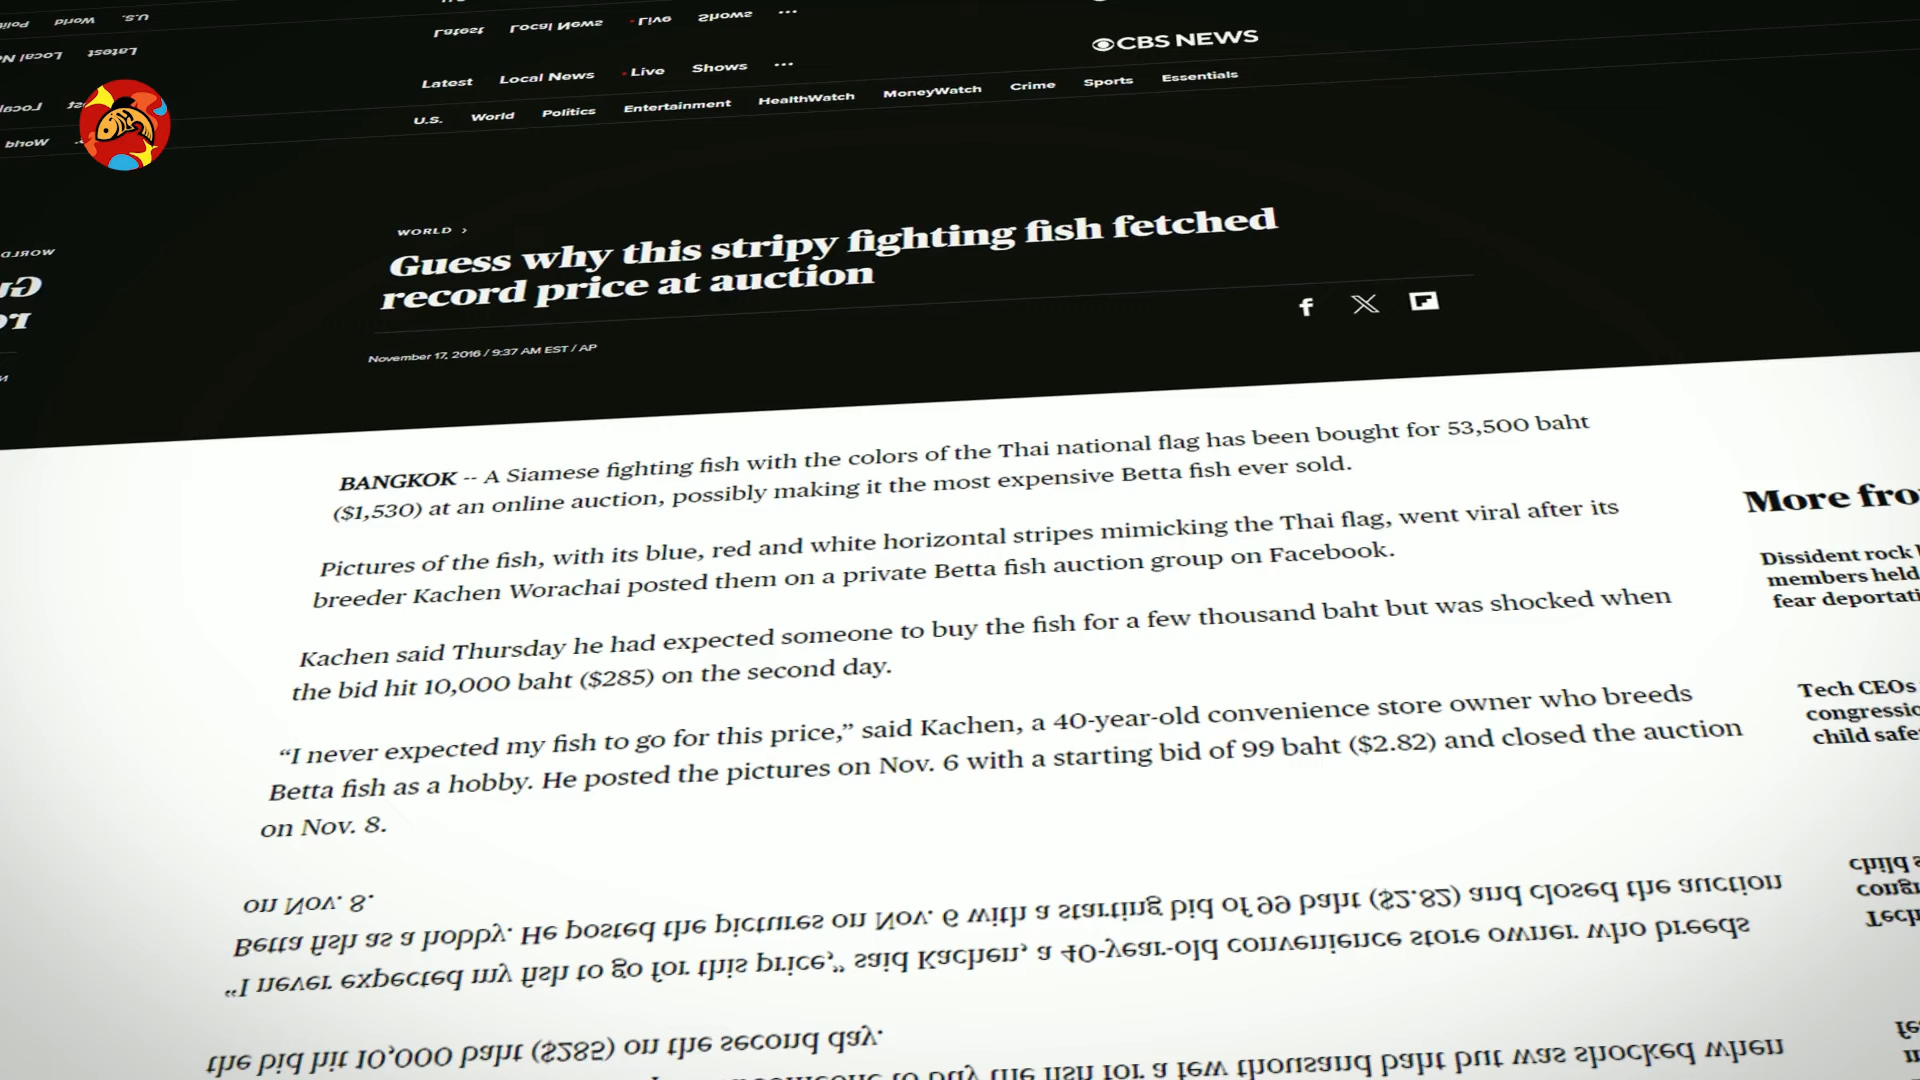 CBS NEWS
Latest Local News Live Shows ...
U.S. World Politics Entertainment HealthWatch MoneyWatch Crime Sports Essentials
WORLD >
Guess why this stripy fighting fish fetched
record price at auction
November 17, 2016 / 9:37 AM EST / AP
BANGKOK -- A Siamese fighting fish with the colors of the Thai national flag has been bought for 53,500 baht
($1,530) at an online auction, possibly making it the most expensive Betta fish ever sold.
Pictures of the fish, with its blue, red and white horizontal stripes mimicking the Thai flag, went viral after its
breeder Kachen Worachai posted them on a private Betta fish auction group on Facebook.
Kachen said Thursday he had expected someone to buy the fish for a few thousand baht but was shocked when
the bid hit 10,000 baht ($285) on the second day.
“I never expected my fish to go for this price,” said Kachen, a 40-year-old convenience store owner who breeds
Betta fish as a hobby. He posted the pictures on Nov. 6 with a starting bid of 99 baht ($2.82) and closed the auction
on Nov. 8.
More
Dissident rock
members held
fear
Tech CEOs
child